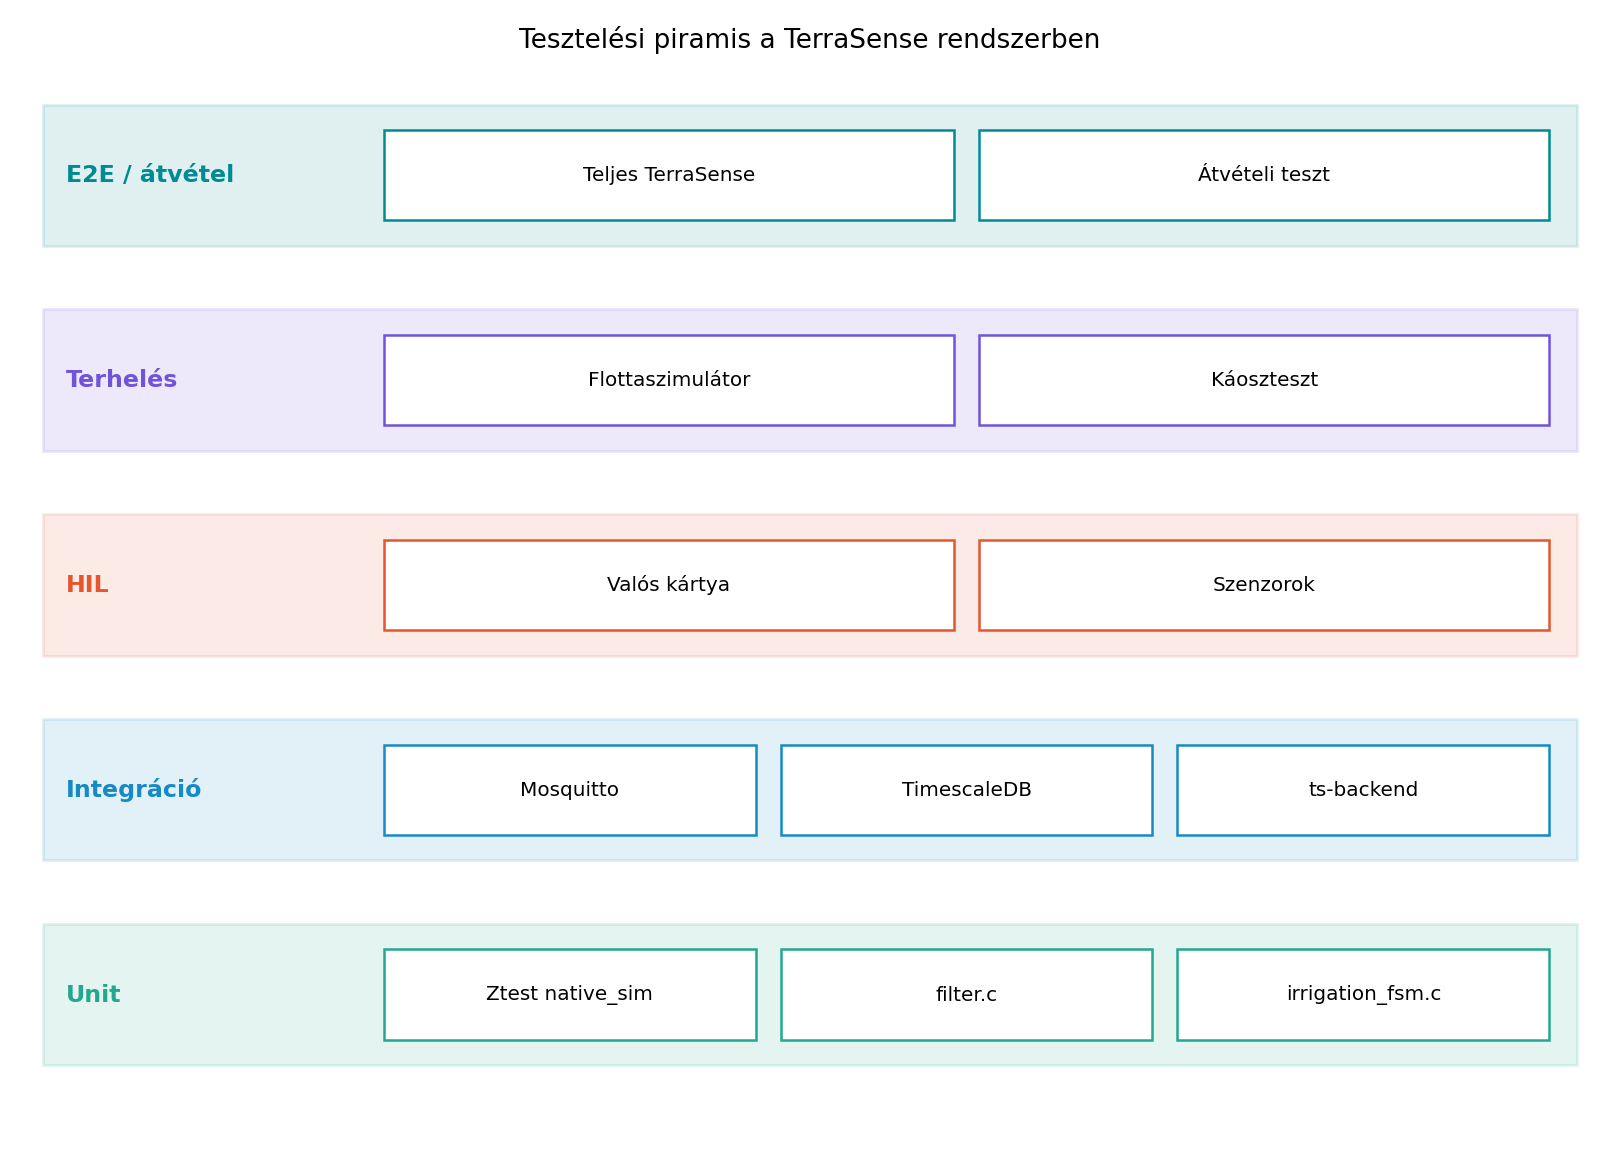 Tesztelési piramis a TerraSense rendszerben
E2E / átvétel
Teljes TerraSense
Átvételi teszt
Terhelés
Flottaszimulátor
Káoszteszt
HIL
Valós kártya
Szenzorok
Integráció
Mosquitto
TimescaleDB
ts-backend
Unit
Ztest native_sim
filter.c
irrigation_fsm.c